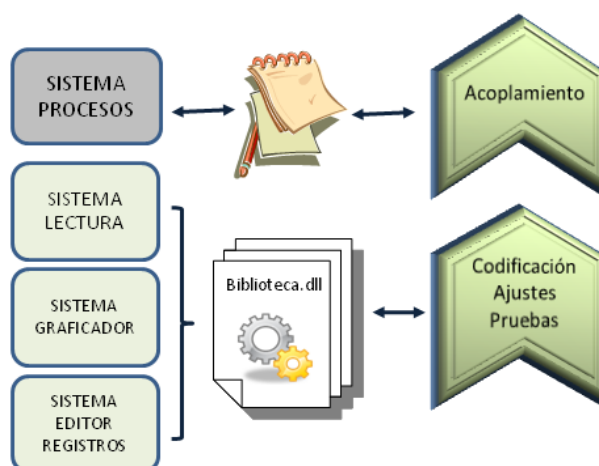 SISTEMA
PROCESOS
Acoplamiento
SISTEMA
LECTURA
SISTEMA
GRAFICADOR
SISTEMA
EDITOR
REGISTROS
Biblioteca.dll
Codificación
Ajustes
Pruebas